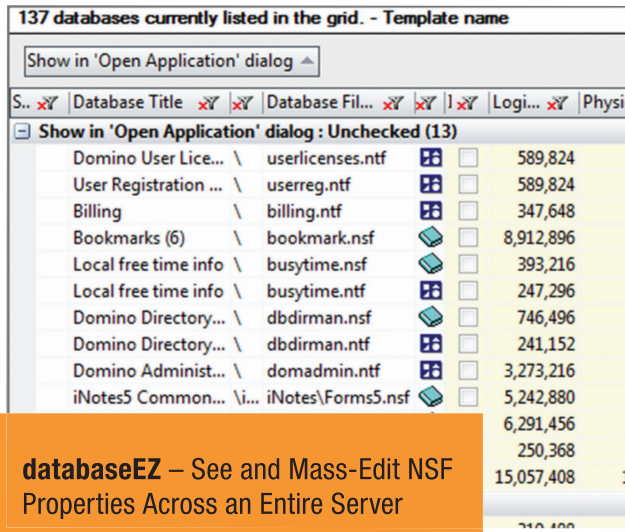 137 databases currently listed in the grid. - Template name
Show in 'Open Application' dialog
S.. Database Title Database Fil... Logi... Physi
Show in 'Open Application' dialog : Unchecked (13)
Domino User Lice... \ userlicenses.ntf 589,824
User Registration ... \ userreg.ntf 589,824
Billing \ billing.ntf 347,648
Bookmarks (6) \ bookmark.nsf 8,912,896
Local free time info \ busytime.nsf 393,216
Local free time info \ busytime.ntf 247,296
Domino Directory... \ dbdirman.nsf 746,496
Domino Directory... \ dbdirman.ntf 241,152
Domino Administ... \ domadmin.ntf 3,273,216
iNotes5 Common... \i... iNotes\Forms5.nsf 5,242,880
6,291,456
250,368
15,057,408
databaseEZ – See and Mass-Edit NSF
Properties Across an Entire Server